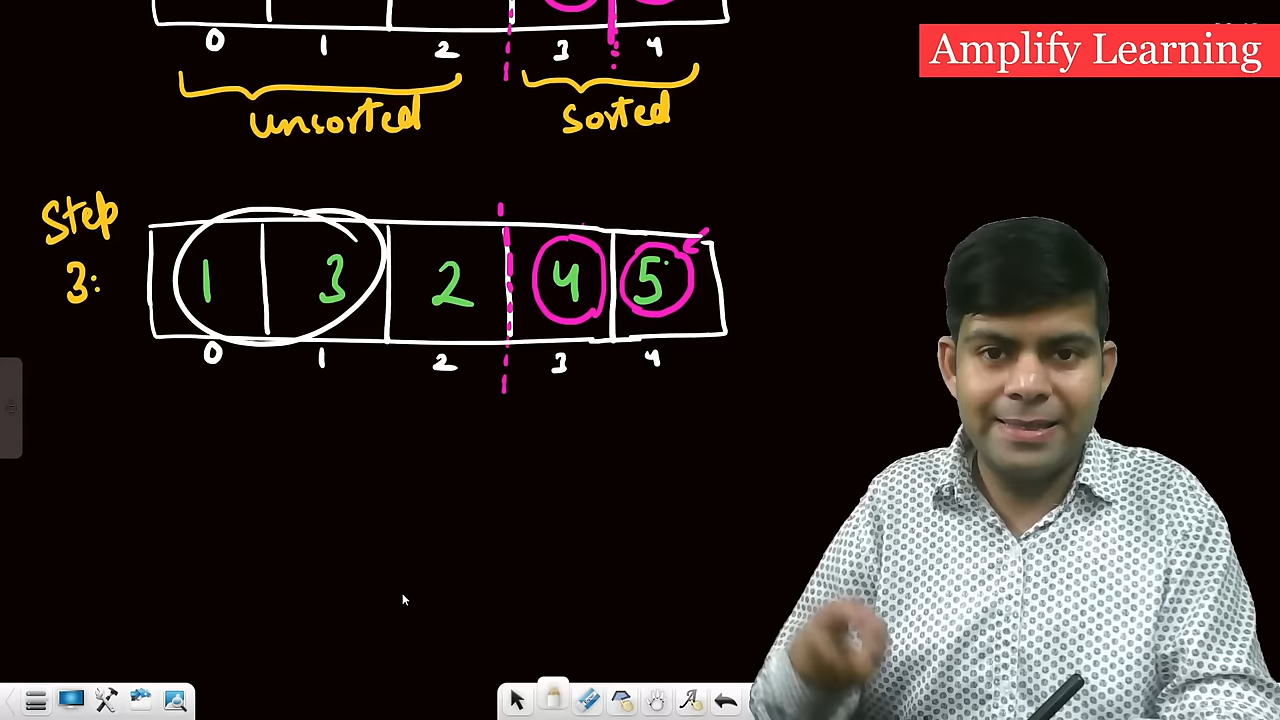 Amplify Learning
0 1 2 3 4
unsorted sorted
Step
3:
1 3 2 4 5
0 1 2 3 4